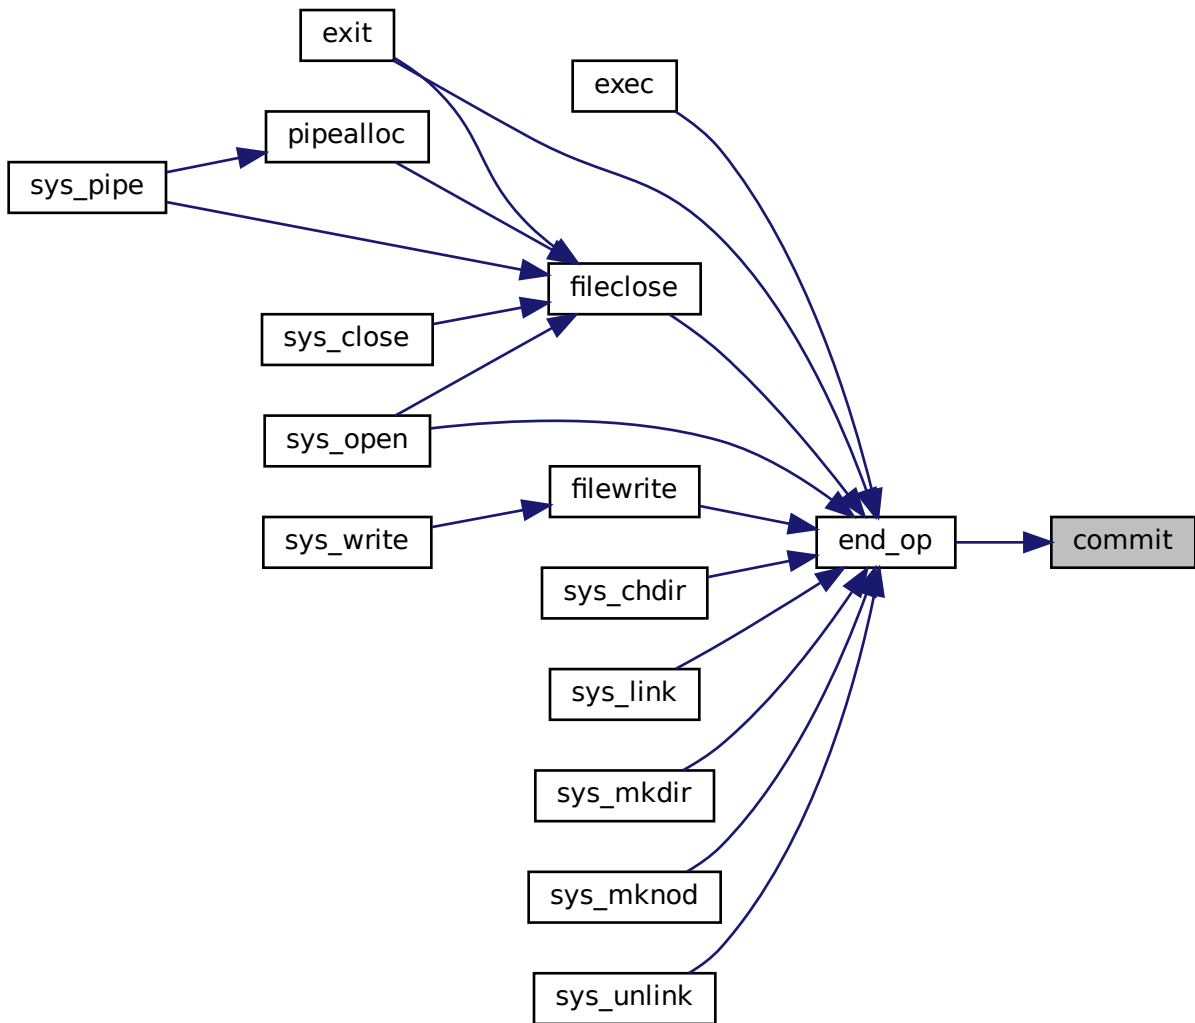 exit
exec
pipealloc
sys_pipe
fileclose
sys_close
sys_open
filewrite
sys_write
end_op
commit
sys_chdir
sys_link
sys_mkdir
sys_mknod
sys_unlink